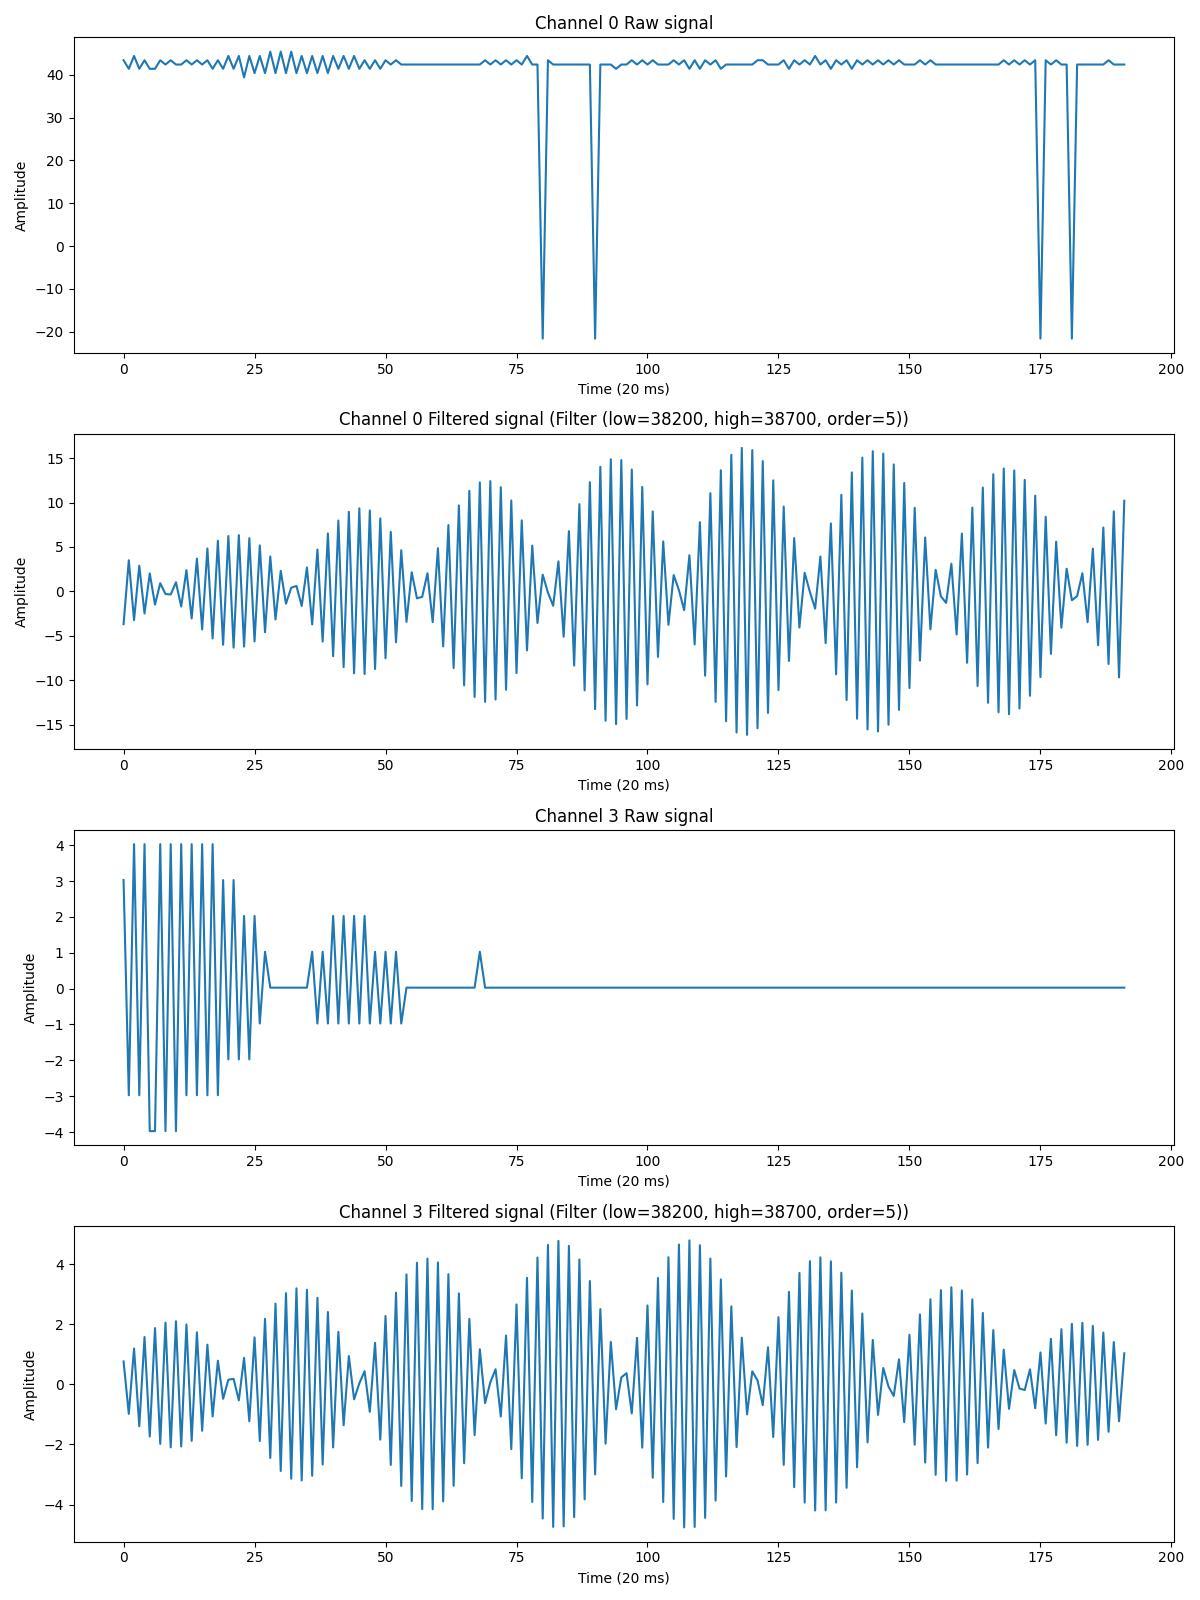 Channel 0 Raw signal
Amplitude
40
30
20
10
0
−10
−20
0 25 50 75 100 125 150 175 200
Time (20 ms)
Channel 0 Filtered signal (Filter (low=38200, high=38700, order=5))
Amplitude
15
10
5
0
−5
−10
−15
0 25 50 75 100 125 150 175 200
Time (20 ms)
Channel 3 Raw signal
Amplitude
4
3
2
1
0
−1
−2
−3
−4
0 25 50 75 100 125 150 175 200
Time (20 ms)
Channel 3 Filtered signal (Filter (low=38200, high=38700, order=5))
Amplitude
4
2
0
−2
−4
0 25 50 75 100 125 150 175 200
Time (20 ms)